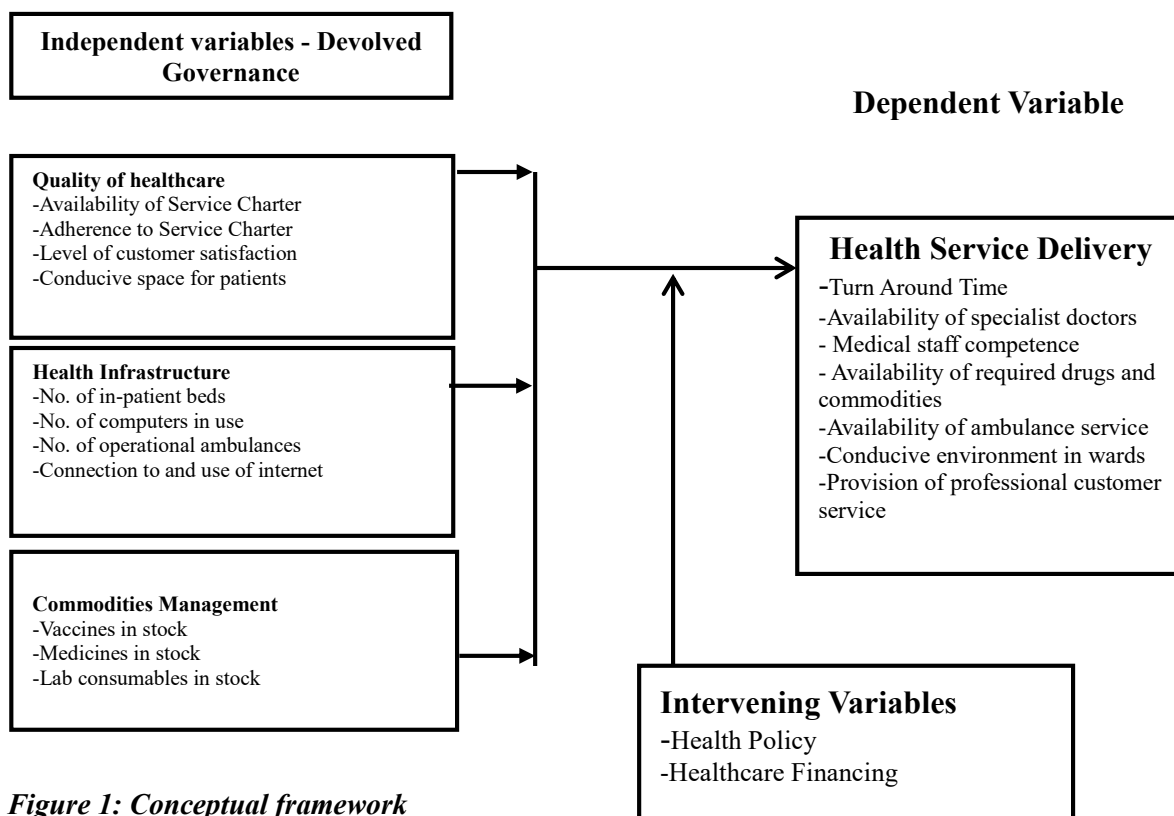 Independent variables - Devolved
Governance
Dependent Variable
Quality of healthcare
-Availability of Service Charter
-Adherence to Service Charter
-Level of customer satisfaction
-Conducive space for patients
Health Infrastructure
-No. of in-patient beds
-No. of computers in use
-No. of operational ambulances
-Connection to and use of internet
Commodities Management
-Vaccines in stock
-Medicines in stock
-Lab consumables in stock
Health Service Delivery
-Turn Around Time
-Availability of specialist doctors
- Medical staff competence
- Availability of required drugs and
commodities
-Availability of ambulance service
-Conducive environment in wards
-Provision of professional customer
service
Intervening Variables
-Health Policy
-Healthcare Financing
Figure 1: Conceptual framework